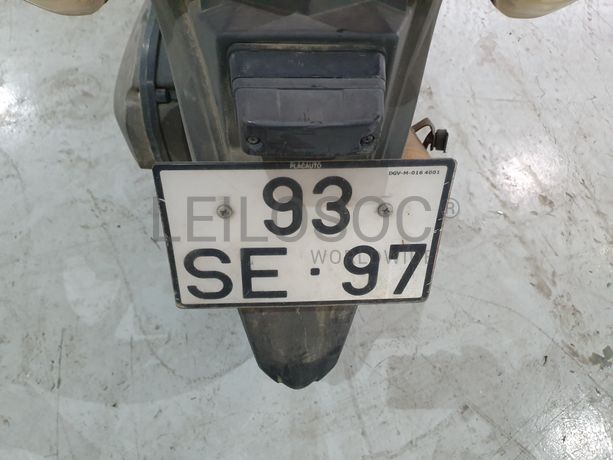 PLACAUTO
DGV-M-016 4001
93
SE·97
LEILOSOC®
WORLDWIDE